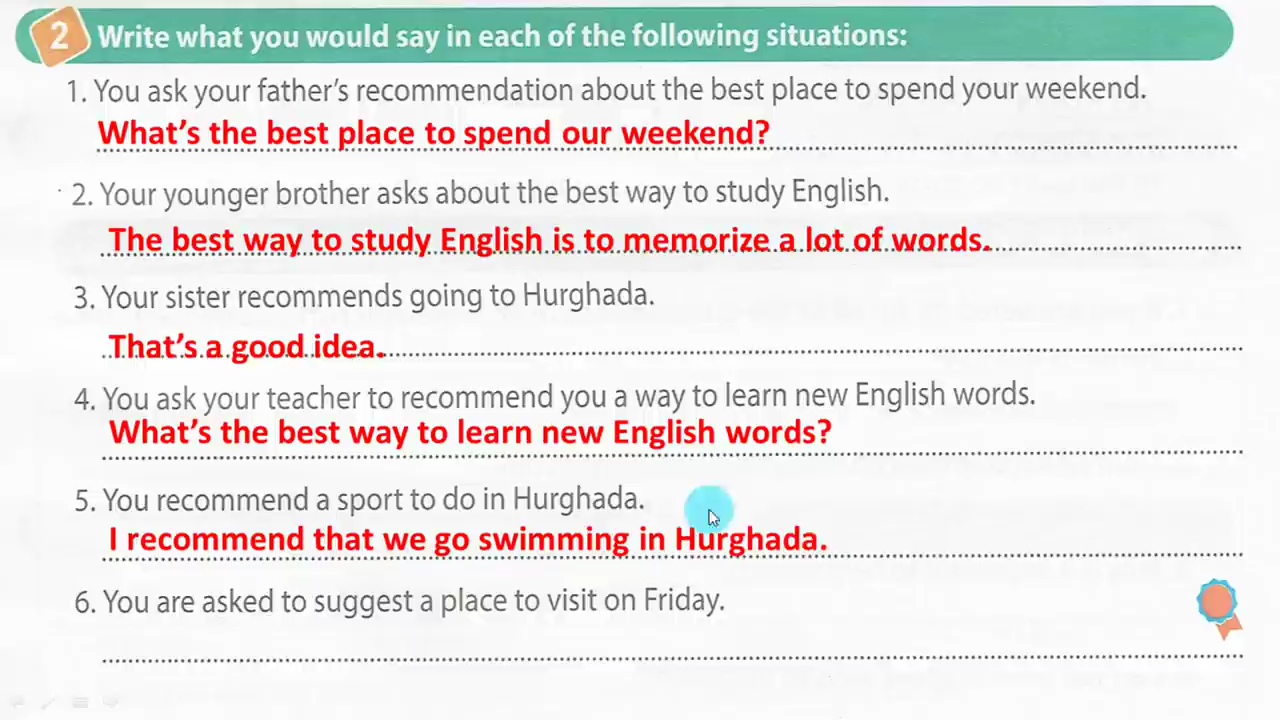 2 Write what you would say in each of the following situations:
1. You ask your father's recommendation about the best place to spend your weekend.
What's the best place to spend our weekend?
2. Your younger brother asks about the best way to study English.
The best way to study English is to memorize a lot of words.
3. Your sister recommends going to Hurghada.
That's a good idea.
4. You ask your teacher to recommend you a way to learn new English words.
What's the best way to learn new English words?
5. You recommend a sport to do in Hurghada.
I recommend that we go swimming in Hurghada.
6. You are asked to suggest a place to visit on Friday.